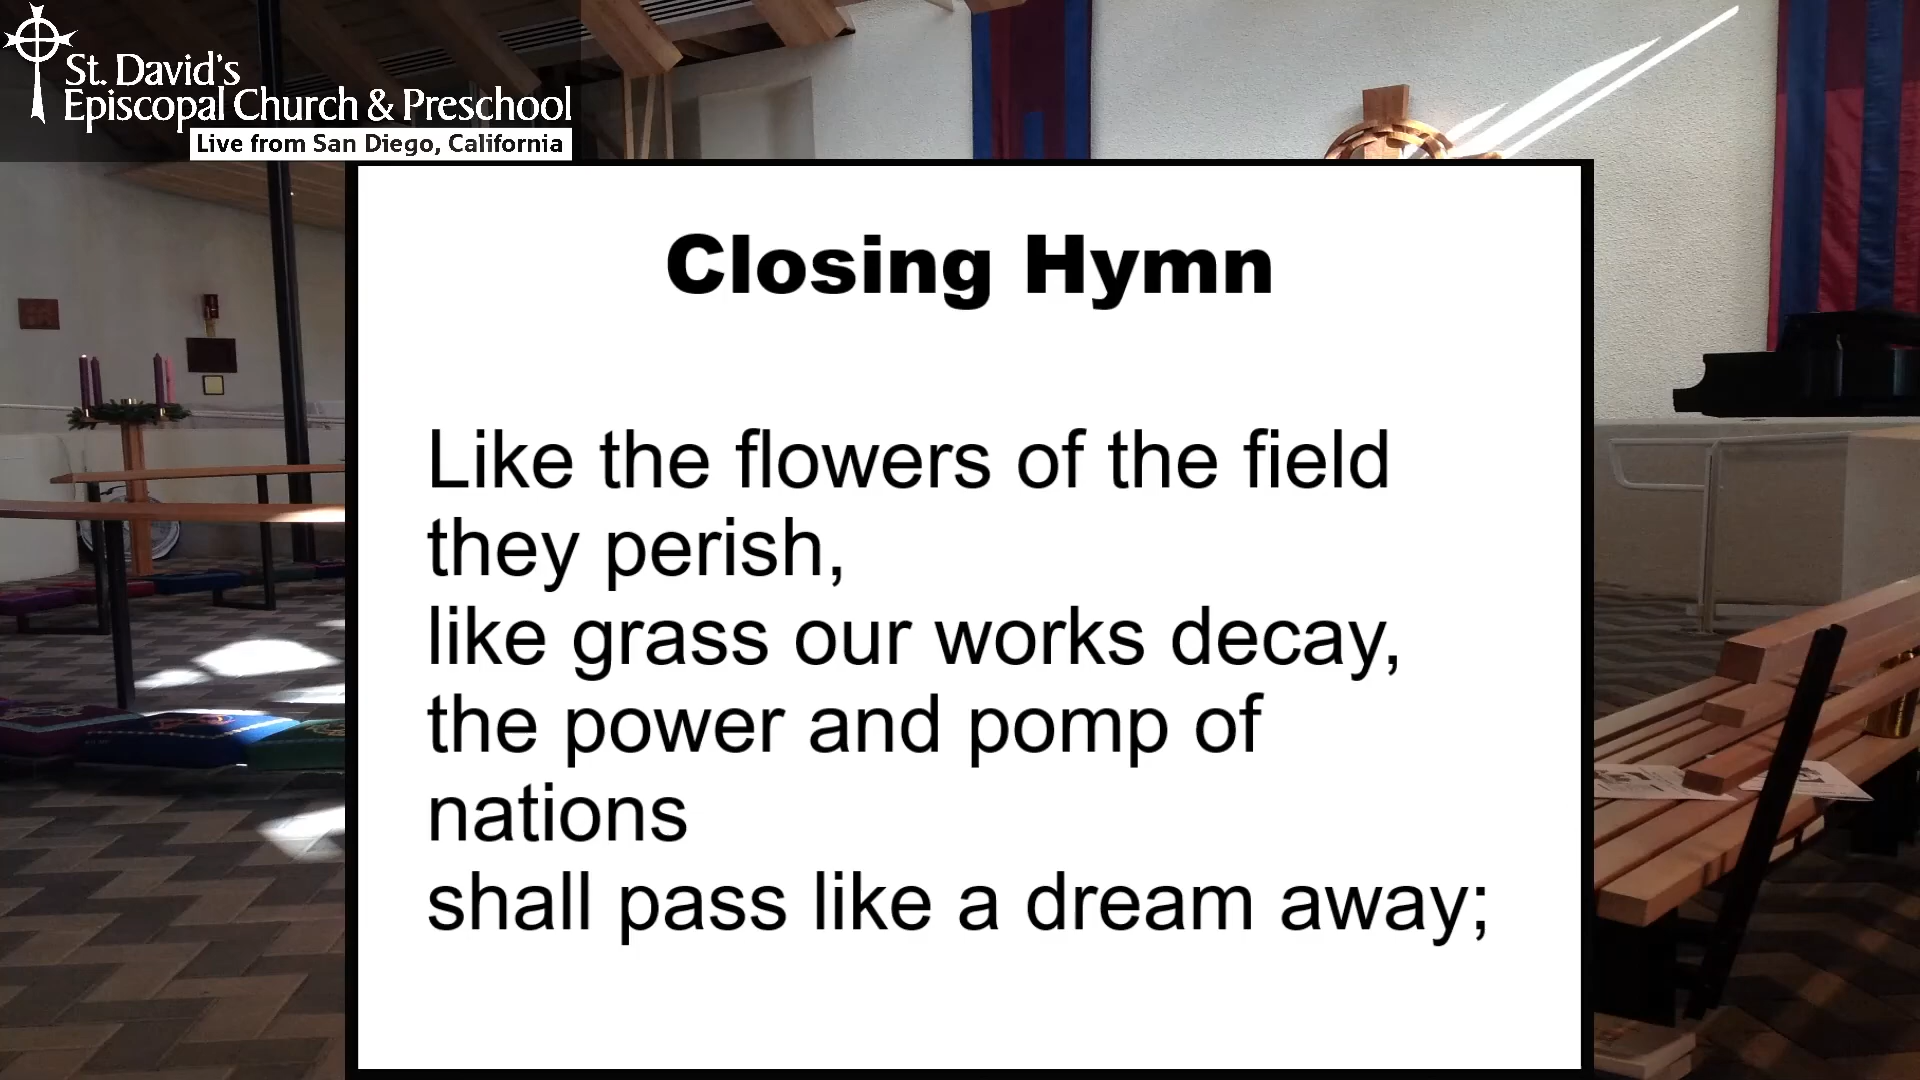 St. David's
Episcopal Church & Preschool
Live from San Diego, California
Closing Hymn
Like the flowers of the field
they perish,
like grass our works decay,
the power and pomp of
nations
shall pass like a dream away;